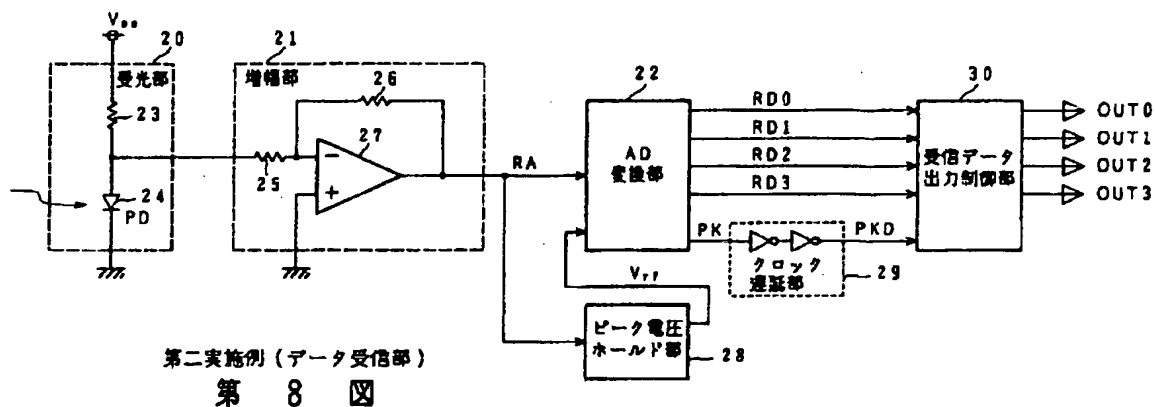 V
20
受光部
23
24
PD
21
増幅部
26
27
25
−
+
RA
22
AD
変換部
RD0
RD1
RD2
RD3
PK
PKD
クロック
遅延部
29
30
受信データ
出力制御部
OUT0
OUT1
OUT2
OUT3
ピーク電圧
ホールド部
28
第二実施例(データ受信部)
第 8 図